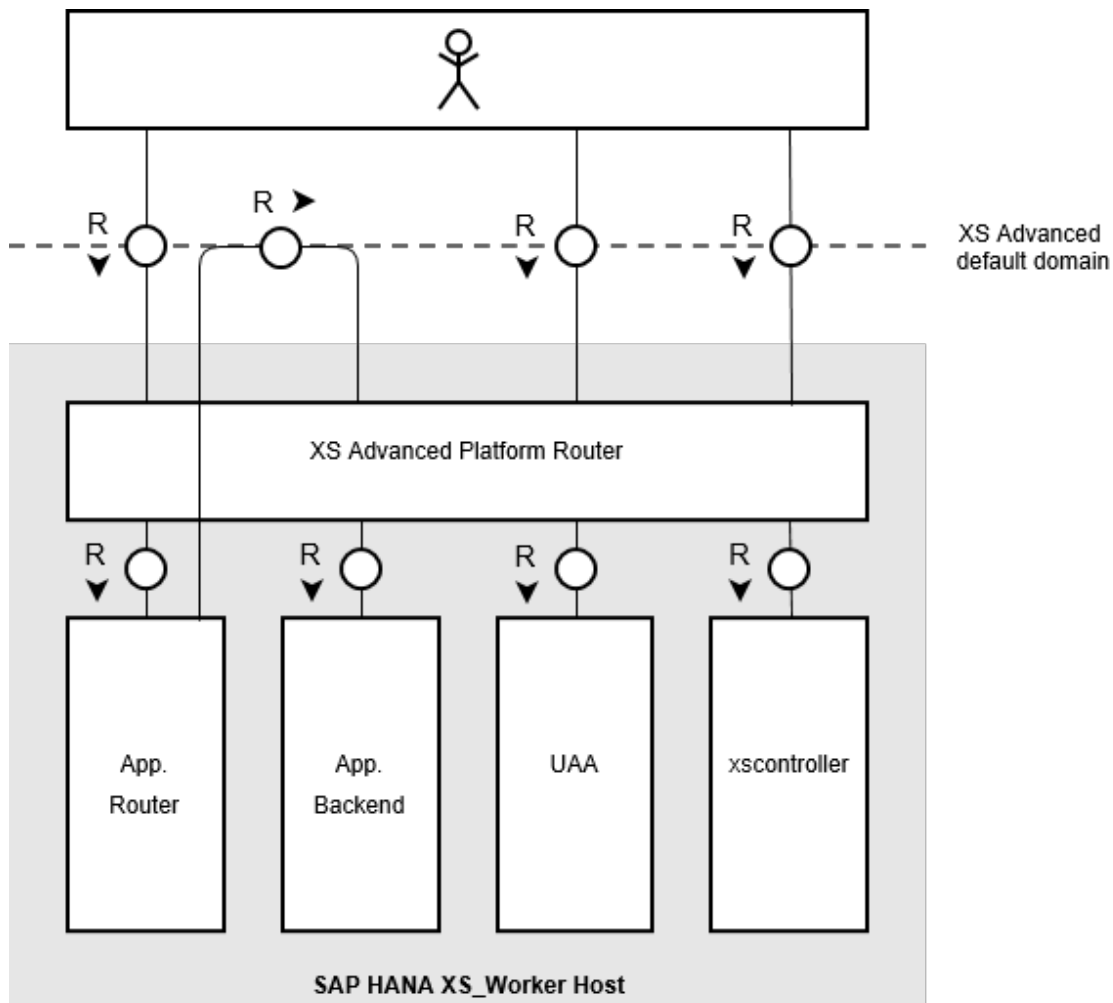 R
R
R
R
XS Advanced
default domain
XS Advanced Platform Router
R
R
R
R
App.
Router
App.
Backend
UAA
xscontroller
SAP HANA XS_Worker Host